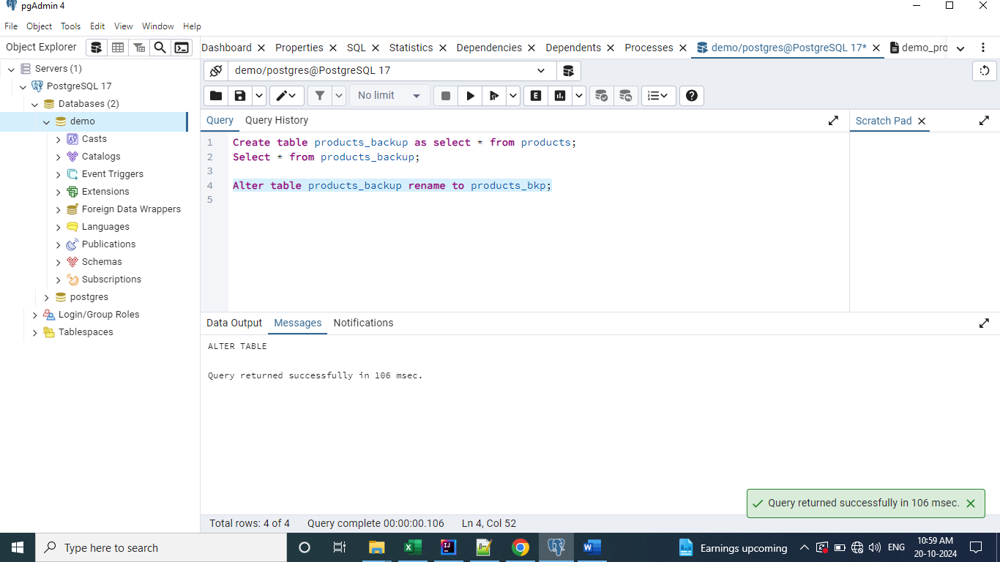 pgAdmin 4
File Object Tools Edit View Window Help
Object Explorer
Dashboard Properties SQL Statistics Dependencies Dependents Processes demo/postgres@PostgreSQL 17* demo_pro
Servers (1)
PostgreSQL 17
Databases (2)
demo
Casts
Catalogs
Event Triggers
Extensions
Foreign Data Wrappers
Languages
Publications
Schemas
Subscriptions
postgres
Login/Group Roles
Tablespaces
demo/postgres@PostgreSQL 17
No limit
E
Query Query History
Scratch Pad
1 Create table products_backup as select * from products;
2 Select * from products_backup;
3
4 Alter table products_backup rename to products_bkp;
5
Data Output Messages Notifications
ALTER TABLE
Query returned successfully in 106 msec.
Query returned successfully in 106 msec.
Total rows: 4 of 4 Query complete 00:00:00.106 Ln 4, Col 52
Type here to search
Earnings upcoming
ENG
10:59 AM
20-10-2024